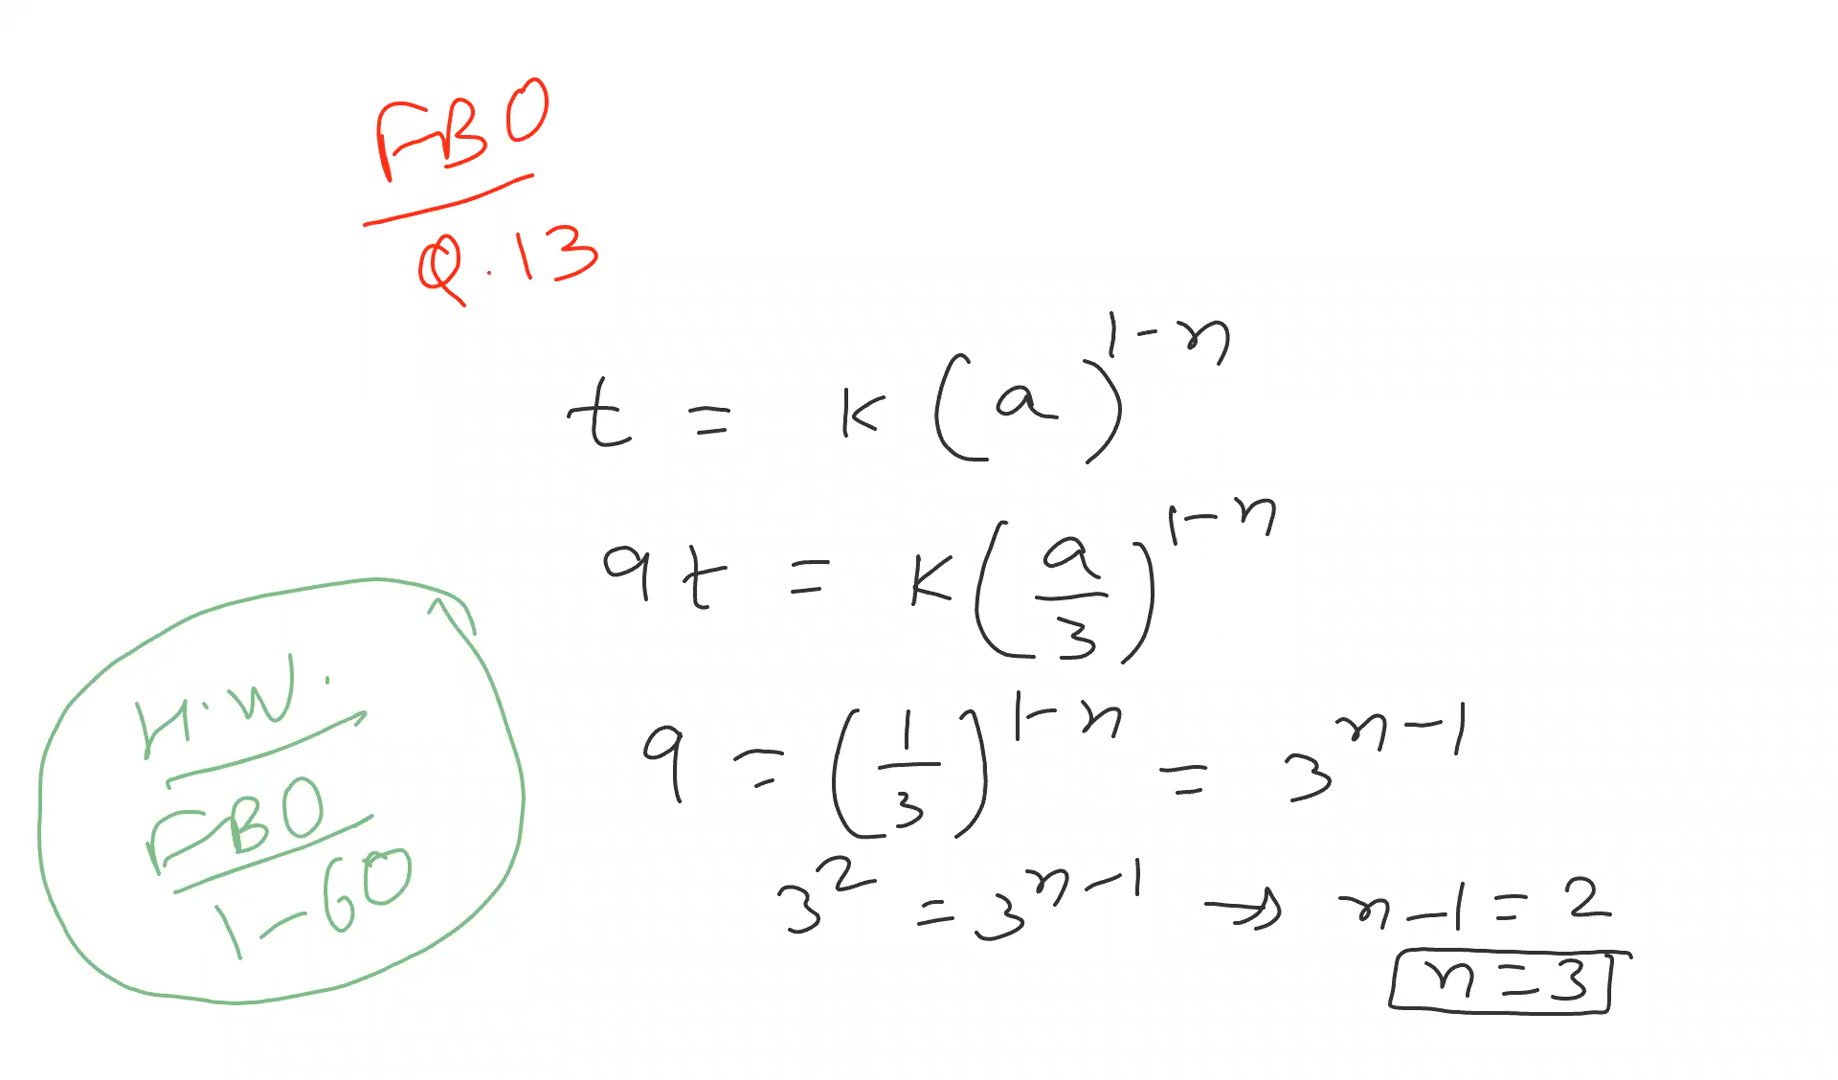 FBO
Q.13
t = K(a)^{1-n}
9t = K(a/3)^{1-n}
9 = (1/3)^{1-n} = 3^{n-1}
3^2 = 3^{n-1} → n-1 = 2
n = 3
H.W.
FBO
1-60